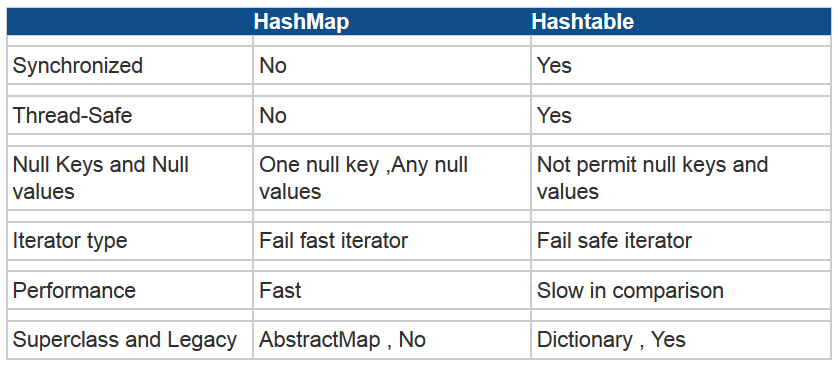 HashMap Hashtable
Synchronized No Yes
Thread-Safe No Yes
Null Keys and Null One null key ,Any null Not permit null keys and
values values values
Iterator type Fail fast iterator Fail safe iterator
Performance Fast Slow in comparison
Superclass and Legacy AbstractMap , No Dictionary , Yes